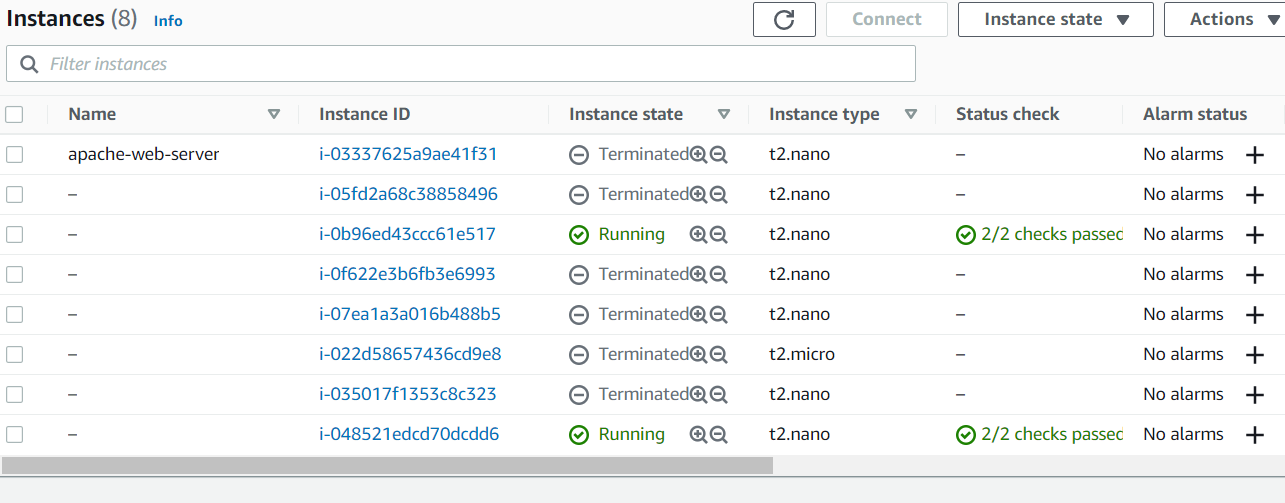 Instances (8) Info Connect Instance state Actions
Filter instances
Name Instance ID Instance state Instance type Status check Alarm status
apache-web-server i-03337625a9ae41f31 Terminated t2.nano – No alarms +
– i-05fd2a68c38858496 Terminated t2.nano – No alarms +
– i-0b96ed43ccc61e517 Running t2.nano 2/2 checks passed No alarms +
– i-0f622e3b6fb3e6993 Terminated t2.nano – No alarms +
– i-07ea1a3a016b488b5 Terminated t2.nano – No alarms +
– i-022d58657436cd9e8 Terminated t2.micro – No alarms +
– i-035017f1353c8c323 Terminated t2.nano – No alarms +
– i-048521edcd70dcdd6 Running t2.nano 2/2 checks passed No alarms +